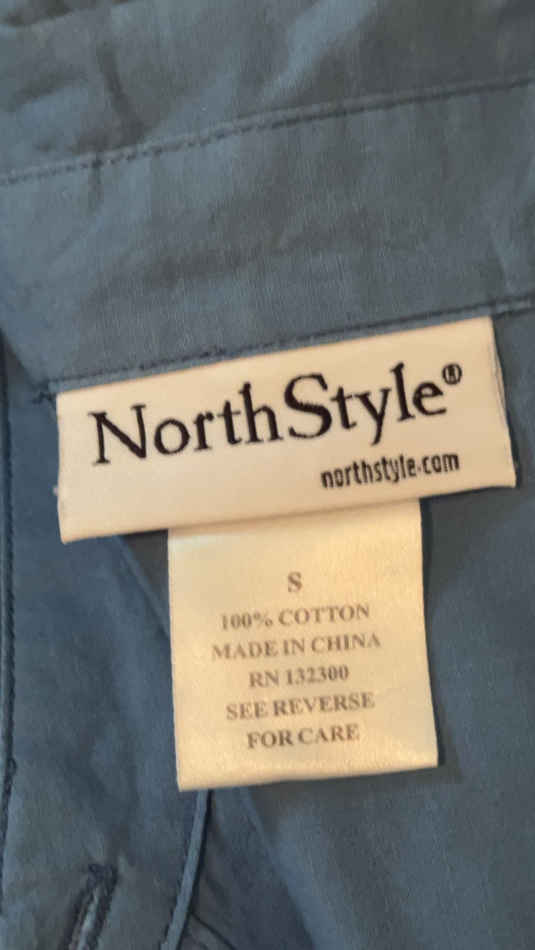 NorthStyle®
northstyle.com
S
100% COTTON
MADE IN CHINA
RN 132300
SEE REVERSE
FOR CARE